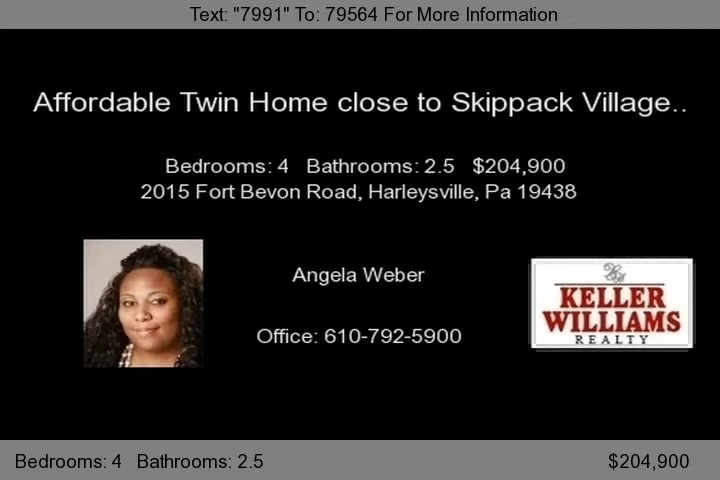 Text: "7991" To: 79564 For More Information
Affordable Twin Home close to Skippack Village..
Bedrooms: 4 Bathrooms: 2.5 $204,900
2015 Fort Bevon Road, Harleysville, Pa 19438
Angela Weber
Office: 610-792-5900
KELLER
WILLIAMS
REALTY
Bedrooms: 4 Bathrooms: 2.5 $204,900